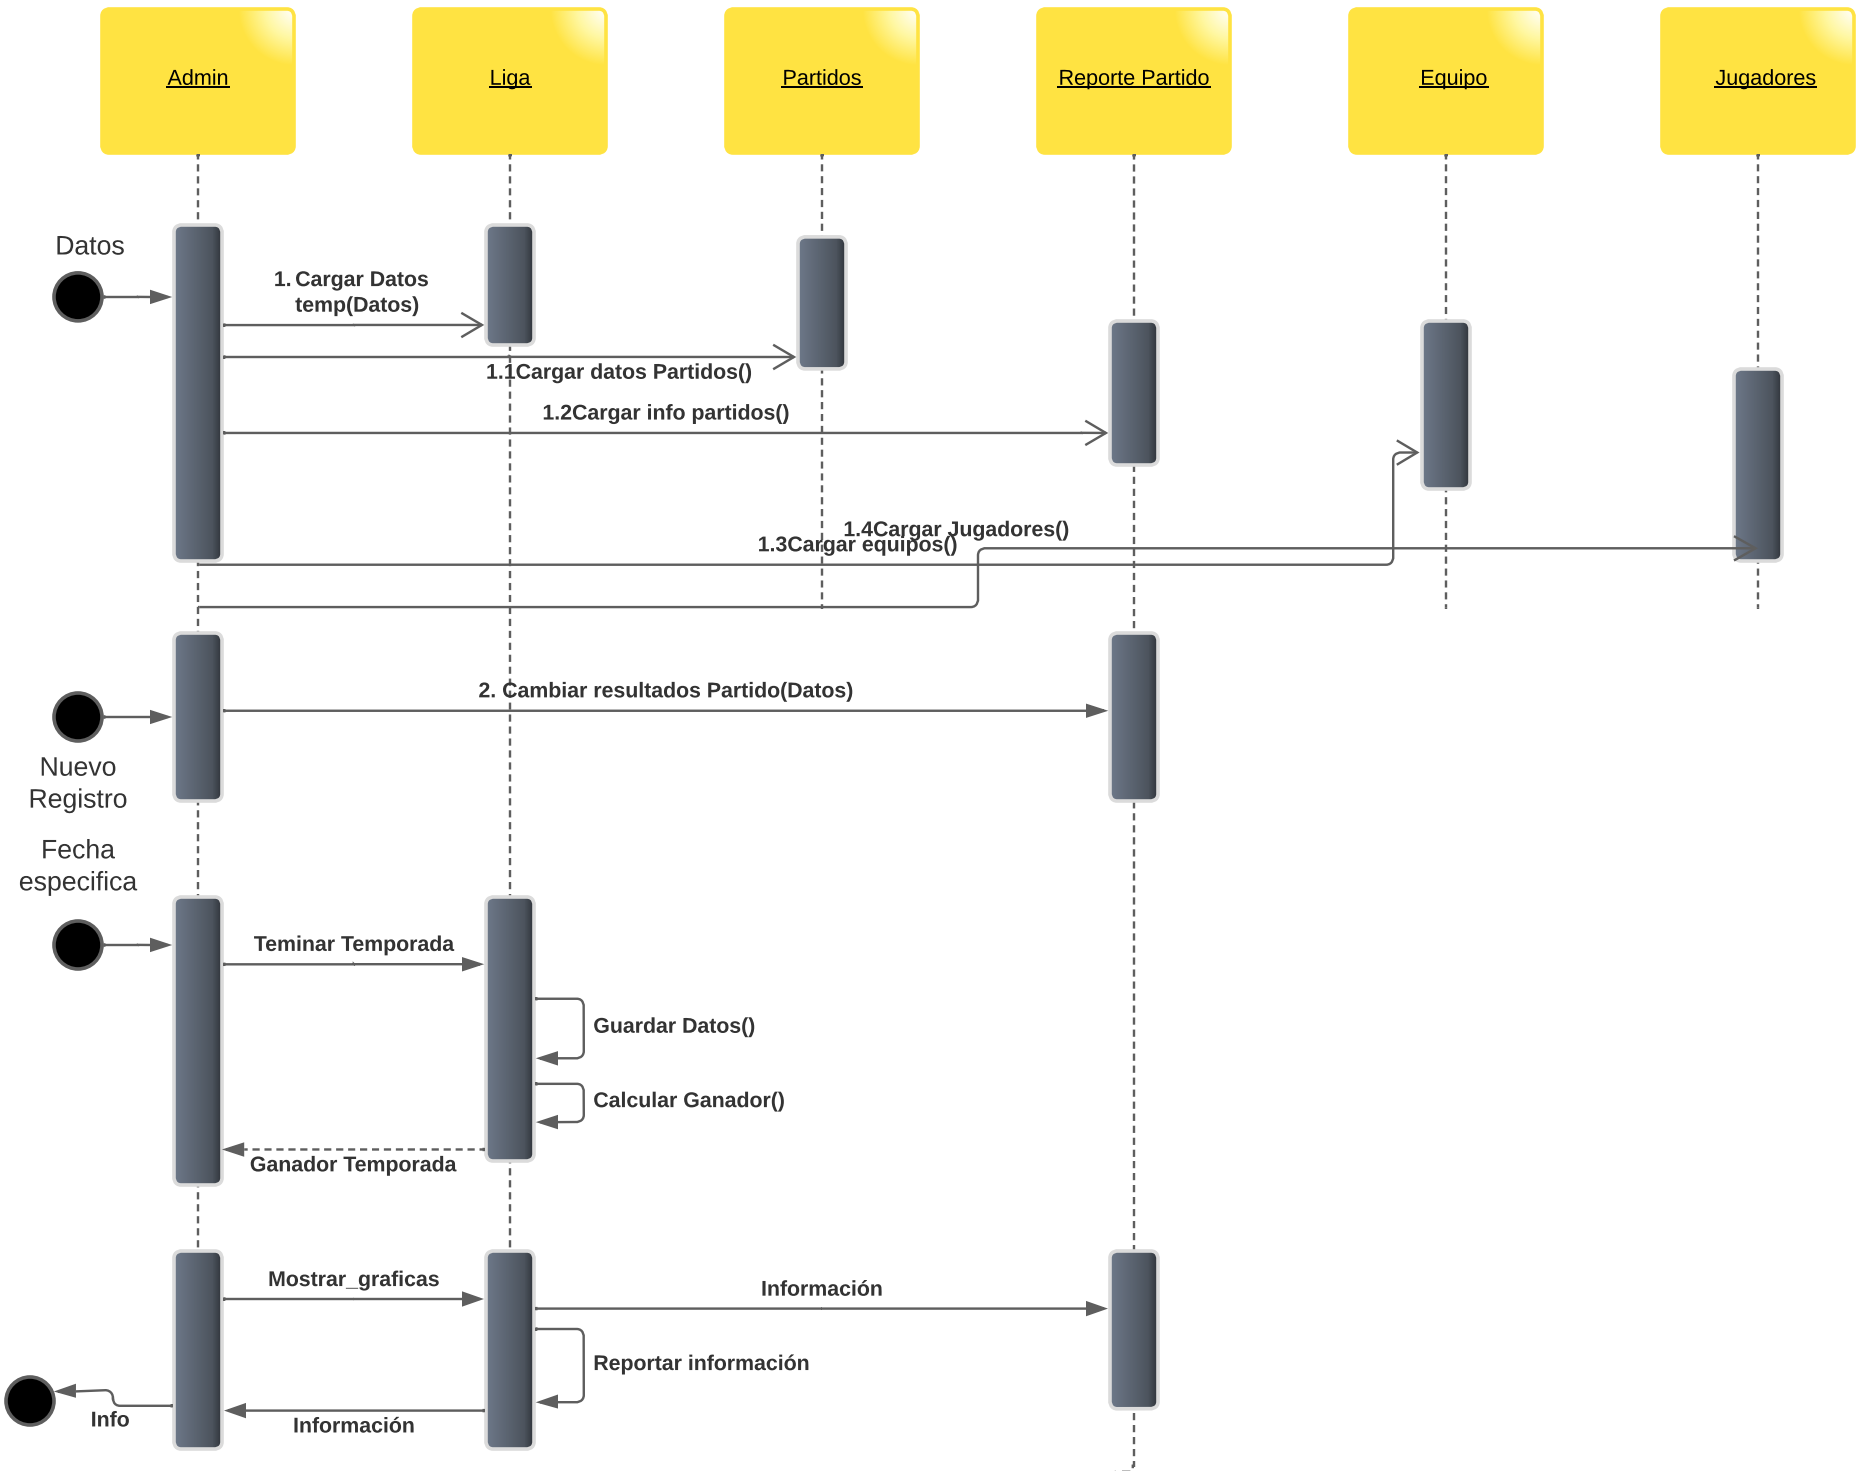 Admin
Liga
Partidos
Reporte Partido
Equipo
Jugadores
Datos
1. Cargar Datos
temp(Datos)
1.1Cargar datos Partidos()
1.2Cargar info partidos()
1.4Cargar Jugadores()
1.3Cargar equipos()
2. Cambiar resultados Partido(Datos)
Nuevo
Registro
Fecha
especifica
Teminar Temporada
Guardar Datos()
Calcular Ganador()
Ganador Temporada
Mostrar_graficas
Información
Reportar información
Info
Información